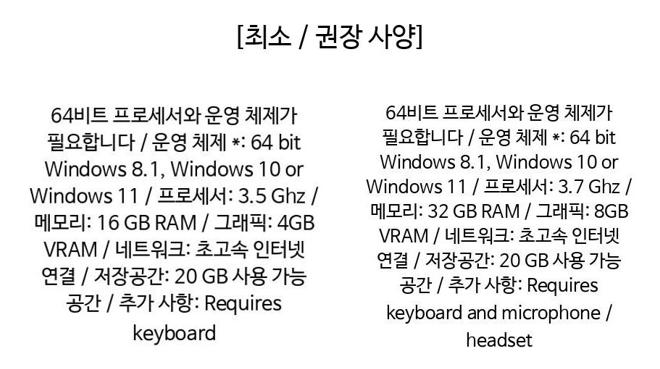 [최소 / 권장 사양]
64비트 프로세서와 운영 체제가
필요합니다 / 운영 체제 *: 64 bit
Windows 8.1, Windows 10 or
Windows 11 / 프로세서: 3.5 Ghz /
메모리: 16 GB RAM / 그래픽: 4GB
VRAM / 네트워크: 초고속 인터넷
연결 / 저장공간: 20 GB 사용 가능
공간 / 추가 사항: Requires
keyboard
64비트 프로세서와 운영 체제가
필요합니다 / 운영 체제 *: 64 bit
Windows 8.1, Windows 10 or
Windows 11 / 프로세서: 3.7 Ghz /
메모리: 32 GB RAM / 그래픽: 8GB
VRAM / 네트워크: 초고속 인터넷
연결 / 저장공간: 20 GB 사용 가능
공간 / 추가 사항: Requires
keyboard and microphone /
headset